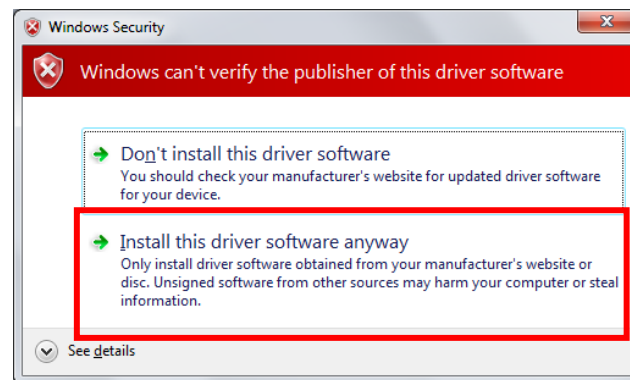 Windows Security
Windows can't verify the publisher of this driver software
Don't install this driver software
You should check your manufacturer's website for updated driver software
for your device.
Install this driver software anyway
Only install driver software obtained from your manufacturer's website or
disc. Unsigned software from other sources may harm your computer or steal
information.
See details